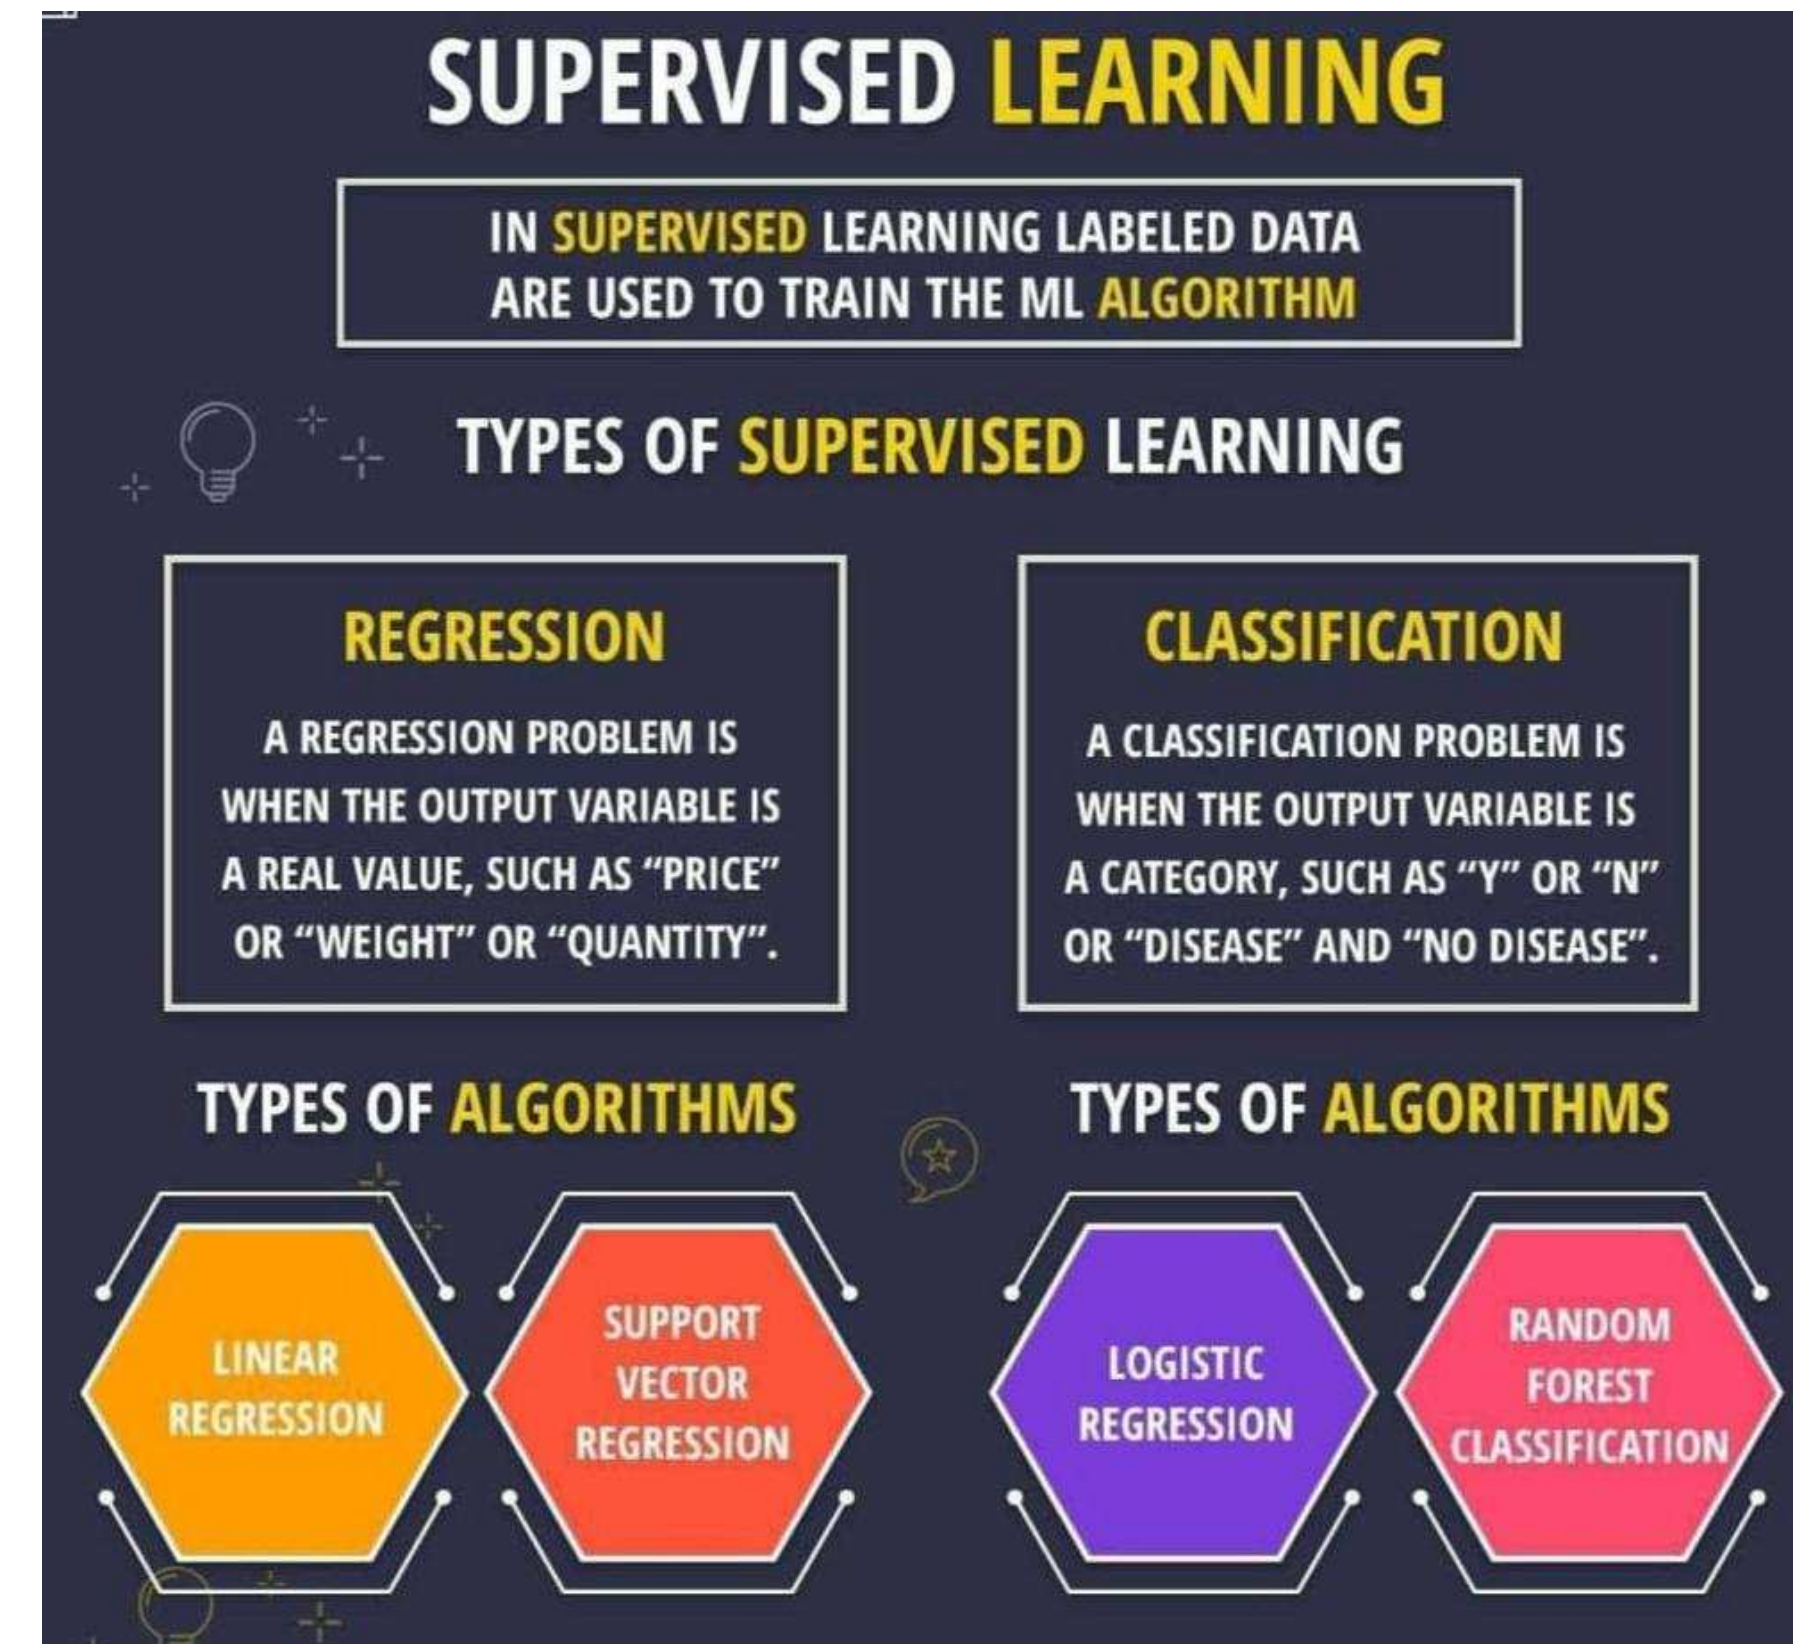 SUPERVISED LEARNING
IN SUPERVISED LEARNING LABELED DATA
ARE USED TO TRAIN THE ML ALGORITHM
TYPES OF SUPERVISED LEARNING
REGRESSION
A REGRESSION PROBLEM IS
WHEN THE OUTPUT VARIABLE IS
A REAL VALUE, SUCH AS “PRICE”
OR “WEIGHT” OR “QUANTITY”.
CLASSIFICATION
A CLASSIFICATION PROBLEM IS
WHEN THE OUTPUT VARIABLE IS
A CATEGORY, SUCH AS “Y” OR “N”
OR “DISEASE” AND “NO DISEASE”.
TYPES OF ALGORITHMS
LINEAR
REGRESSION
SUPPORT
VECTOR
REGRESSION
TYPES OF ALGORITHMS
LOGISTIC
REGRESSION
RANDOM
FOREST
CLASSIFICATION